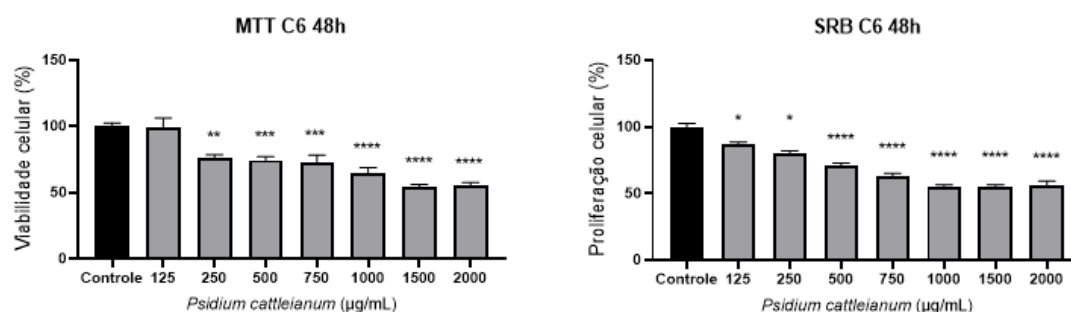 MTT C6 48h
Viabilidade celular (%)
150
100
50
0
** *** *** **** **** ****
Controle 125 250 500 750 1000 1500 2000
Psidium cattleianum (µg/mL)
SRB C6 48h
Proliferação celular (%)
150
100
50
0
* * **** **** **** **** ****
Controle 125 250 500 750 1000 1500 2000
Psidium cattleianum (µg/mL)